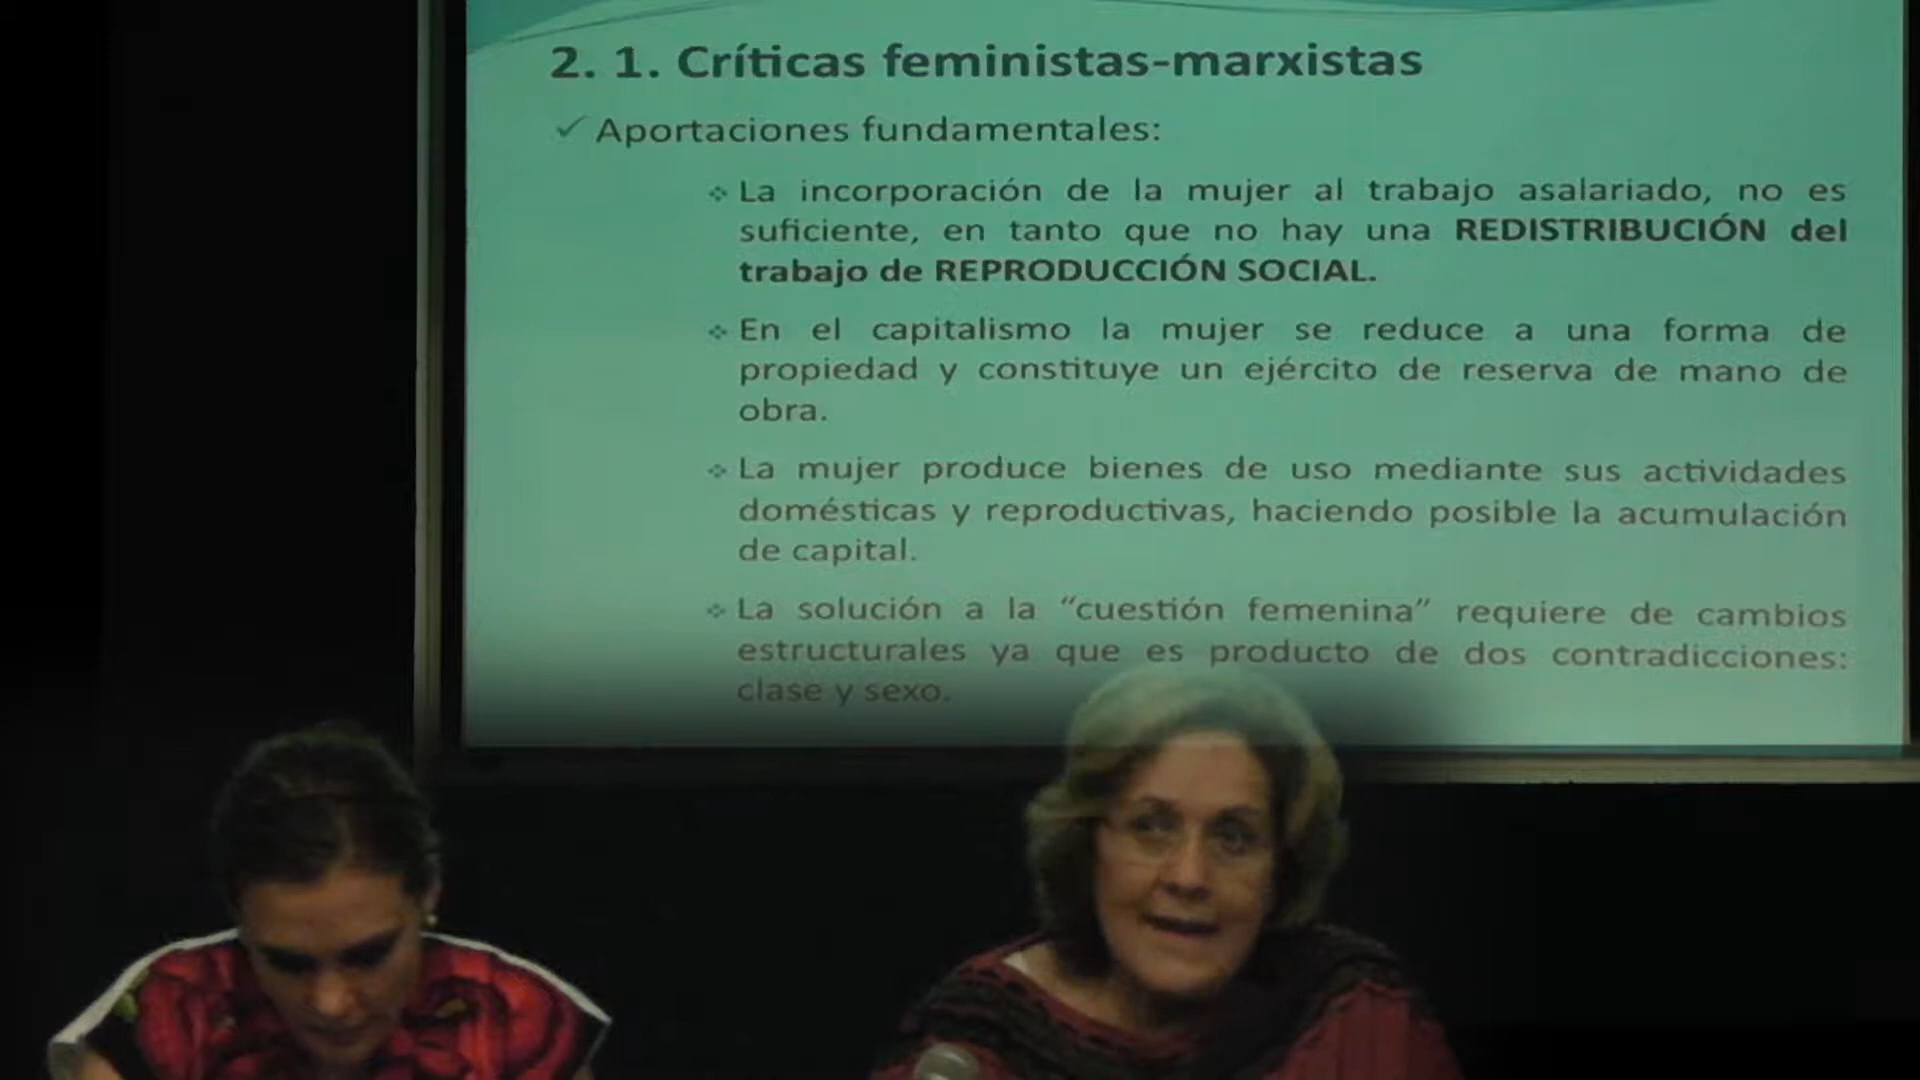 2. 1. Críticas feministas-marxistas
✓ Aportaciones fundamentales:
❖ La incorporación de la mujer al trabajo asalariado, no es
suficiente, en tanto que no hay una REDISTRIBUCIÓN del
trabajo de REPRODUCCIÓN SOCIAL.
❖ En el capitalismo la mujer se reduce a una forma de
propiedad y constituye un ejército de reserva de mano de
obra.
❖ La mujer produce bienes de uso mediante sus actividades
domésticas y reproductivas, haciendo posible la acumulación
de capital.
❖ La solución a la “cuestión femenina” requiere de cambios
estructurales ya que es producto de dos contradicciones:
clase y sexo.